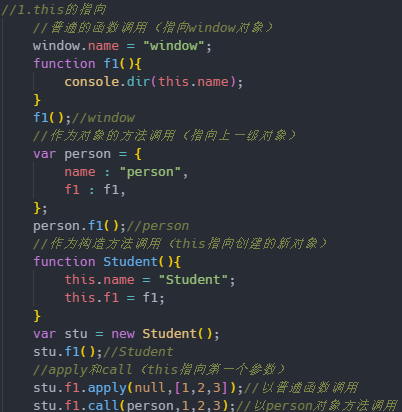 //1.this的指向
//普通的函数调用（指向window对象）
window.name = "window";
function f1(){
console.dir(this.name);
}
f1();//window
//作为对象的方法调用（指向上一级对象）
var person = {
name : "person",
f1 : f1,
};
person.f1();//person
//作为构造方法调用（this指向创建的新对象）
function Student(){
this.name = "Student";
this.f1 = f1;
}
var stu = new Student();
stu.f1();//Student
//apply和call（this指向第一个参数）
stu.f1.apply(null,[1,2,3]);//以普通函数调用
stu.f1.call(person,1,2,3);//以person对象方法调用